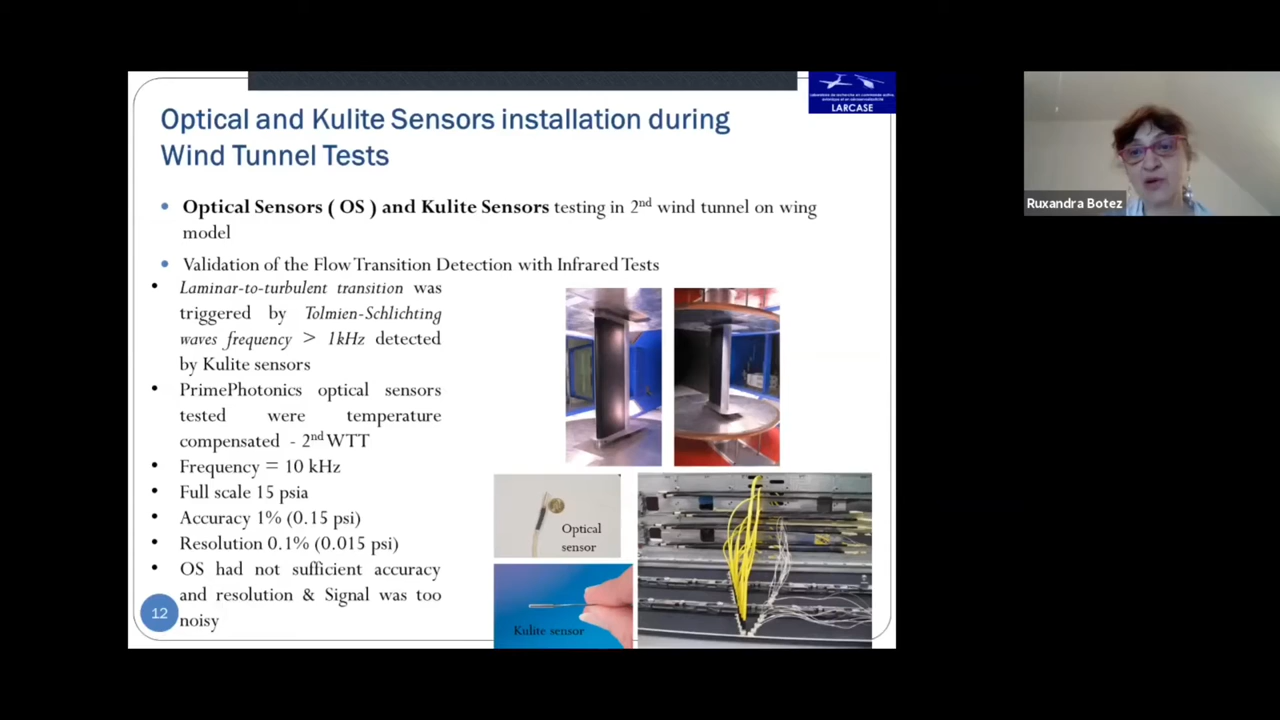 Optical and Kulite Sensors installation during
Wind Tunnel Tests
LARCASE
Optical Sensors ( OS ) and Kulite Sensors testing in 2nd wind tunnel on wing
model
Validation of the Flow Transition Detection with Infrared Tests
Laminar-to-turbulent transition was
triggered by Tolmien-Schlichting
waves frequency > 1kHz detected
by Kulite sensors
PrimePhotonics optical sensors
tested were temperature
compensated - 2nd WTT
Frequency = 10 kHz
Full scale 15 psia
Accuracy 1% (0.15 psi)
Resolution 0.1% (0.015 psi)
OS had not sufficient accuracy
and resolution & Signal was too
noisy
Optical
sensor
Kulite sensor
12
Ruxandra Botez